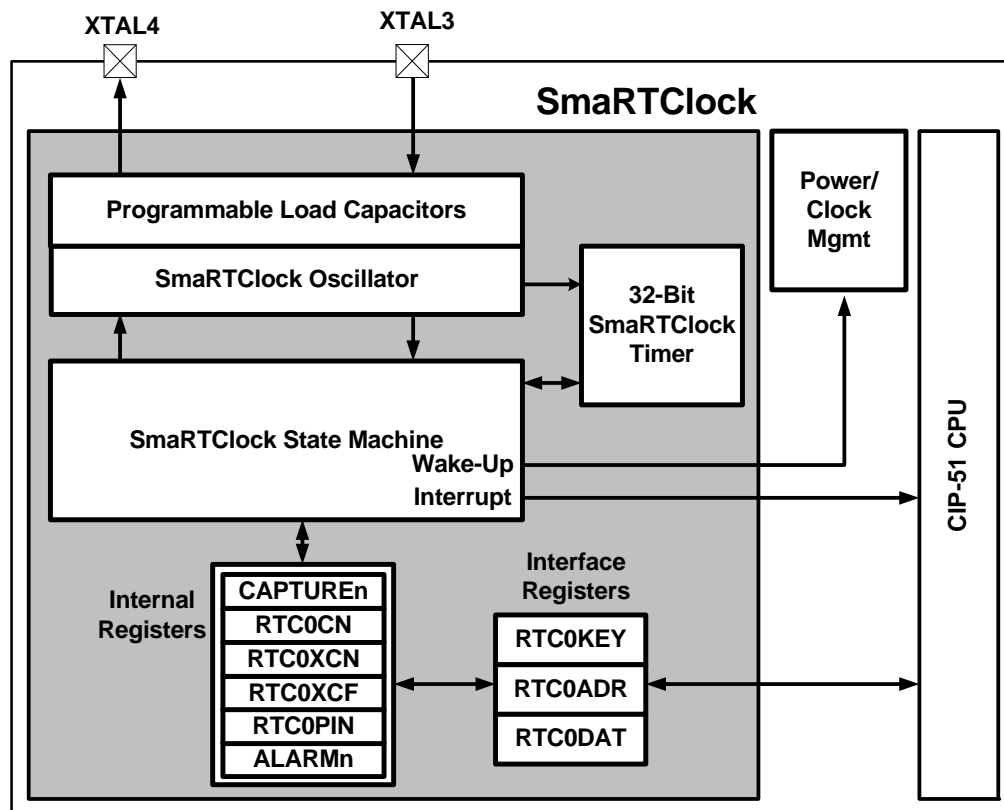 XTAL4
XTAL3
SmaRTClock
Programmable Load Capacitors
SmaRTClock Oscillator
32-Bit
SmaRTClock
Timer
Power/
Clock
Mgmt
SmaRTClock State Machine
Wake-Up
Interrupt
CIP-51 CPU
Internal
Registers
CAPTUREn
RTC0CN
RTC0XCN
RTC0XCF
RTC0PIN
ALARMn
Interface
Registers
RTC0KEY
RTC0ADR
RTC0DAT